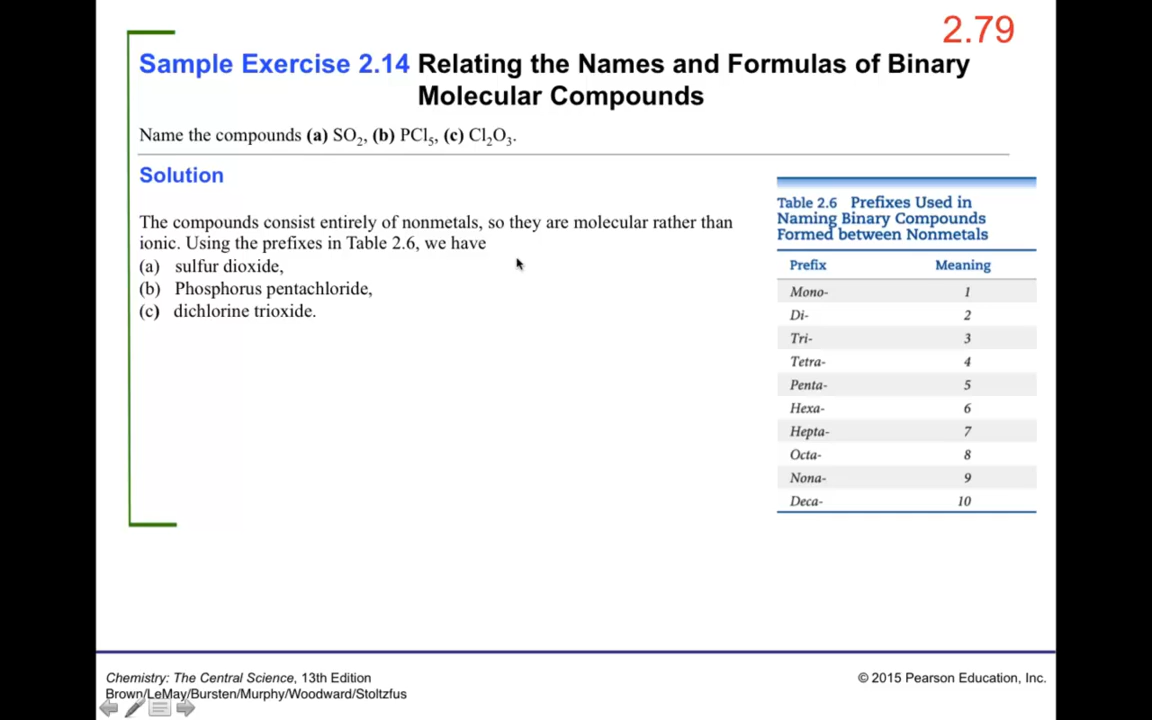 2.79
Sample Exercise 2.14 Relating the Names and Formulas of Binary
Molecular Compounds
Name the compounds (a) SO₂, (b) PCl₅, (c) Cl₂O₃.
Solution
The compounds consist entirely of nonmetals, so they are molecular rather than
ionic. Using the prefixes in Table 2.6, we have
(a) sulfur dioxide,
(b) Phosphorus pentachloride,
(c) dichlorine trioxide.
Table 2.6 Prefixes Used in
Naming Binary Compounds
Formed between Nonmetals
Prefix Meaning
Mono- 1
Di- 2
Tri- 3
Tetra- 4
Penta- 5
Hexa- 6
Hepta- 7
Octa- 8
Nona- 9
Deca- 10
Chemistry: The Central Science, 13th Edition
Brown/LeMay/Bursten/Murphy/Woodward/Stoltzfus
© 2015 Pearson Education, Inc.